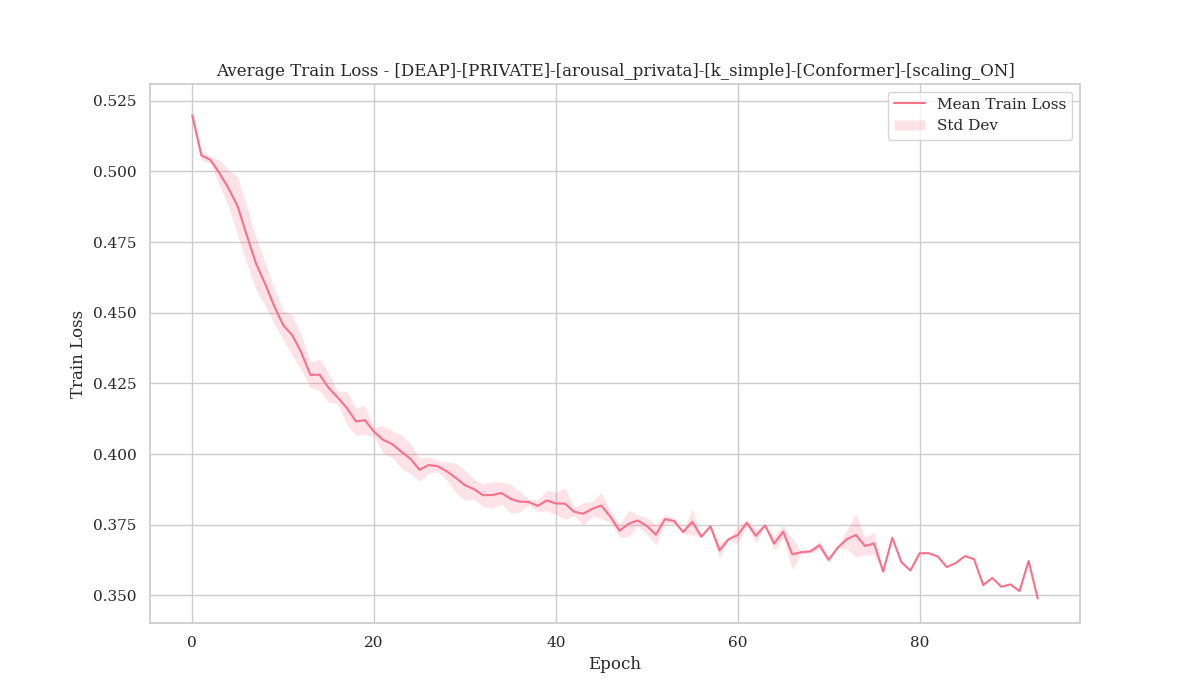 Average Train Loss - [DEAP]-[PRIVATE]-[arousal_privata]-[k_simple]-[Conformer]-[scaling_ON]
Mean Train Loss
Std Dev
0.525
0.500
0.475
0.450
0.425
0.400
0.375
0.350
Train Loss
0 20 40 60 80
Epoch